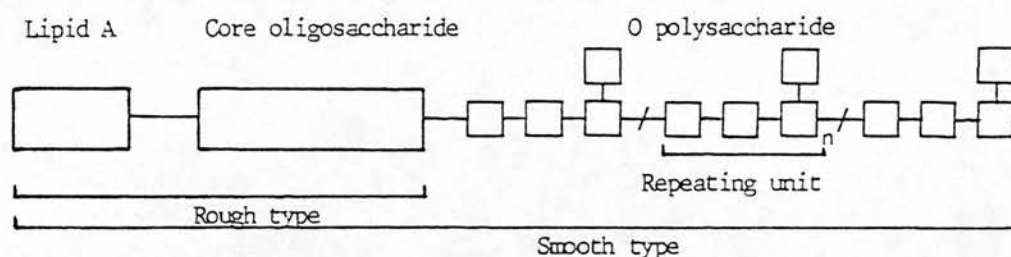 Lipid A Core oligosaccharide O polysaccharide
n
Repeating unit
Rough type
Smooth type